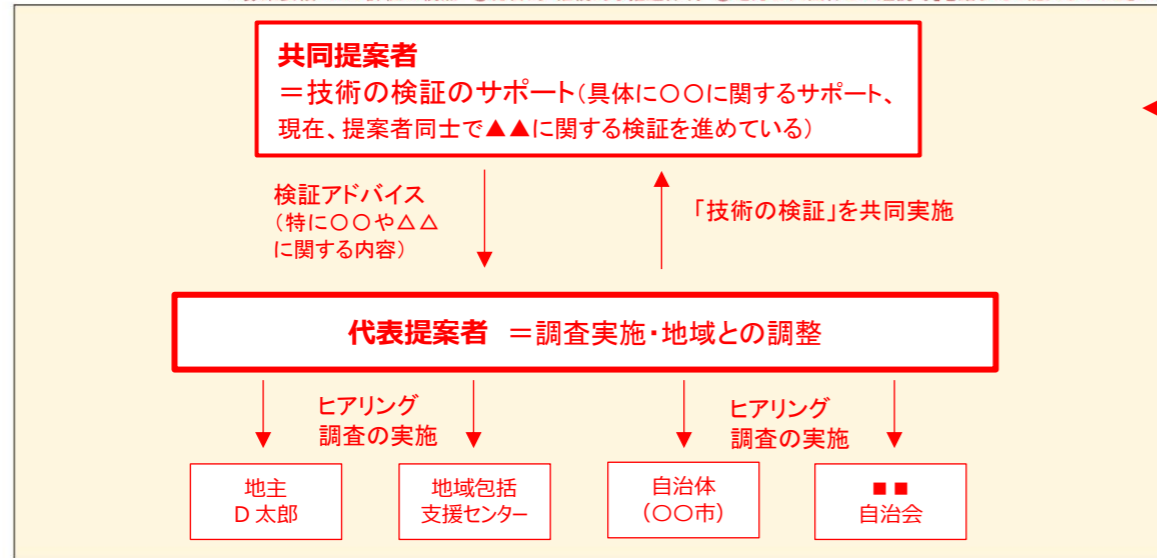 共同提案者
＝技術の検証のサポート（具体に〇〇に関するサポート、
現在、提案者同士で▲▲に関する検証を進めている）
検証アドバイス
（特に〇〇や△△
に関する内容）
「技術の検証」を共同実施
代表提案者 ＝調査実施・地域との調整
ヒアリング
調査の実施
ヒアリング
調査の実施
地主
D 太郎
地域包括
支援センター
自治体
（〇〇市）
■ ■
自治会